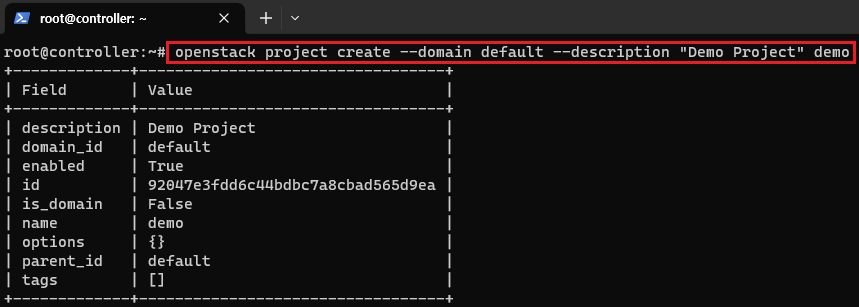 root@controller: ~
root@controller:~# openstack project create --domain default --description "Demo Project" demo
+-------------+----------------------------------+
| Field       | Value                            |
+-------------+----------------------------------+
| description | Demo Project                     |
| domain_id   | default                          |
| enabled     | True                             |
| id          | 92047e3fdd6c44bdbc7a8cbad565d9ea |
| is_domain   | False                            |
| name        | demo                             |
| options     | {}                               |
| parent_id   | default                          |
| tags        | []                               |
+-------------+----------------------------------+